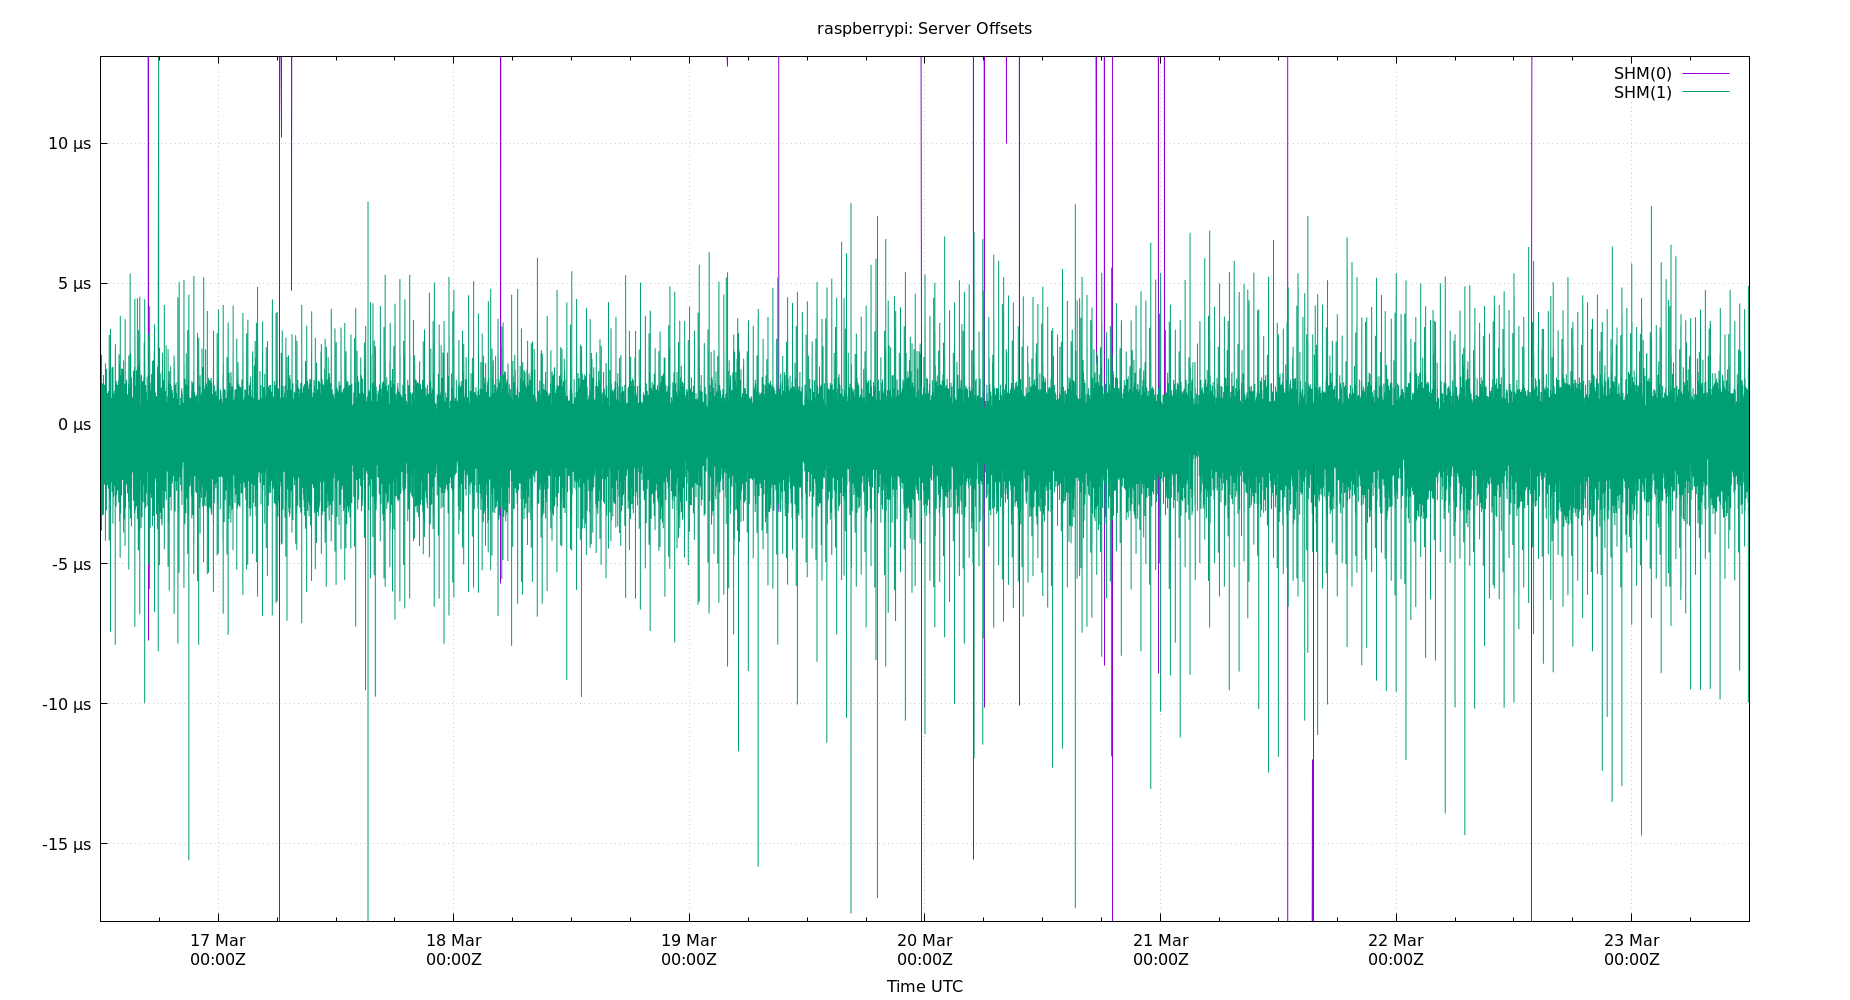 raspberrypi: Server Offsets
SHM(0)
SHM(1)
10 µs
5 µs
0 µs
-5 µs
-10 µs
-15 µs
17 Mar
00:00Z
18 Mar
00:00Z
19 Mar
00:00Z
20 Mar
00:00Z
21 Mar
00:00Z
22 Mar
00:00Z
23 Mar
00:00Z
Time UTC